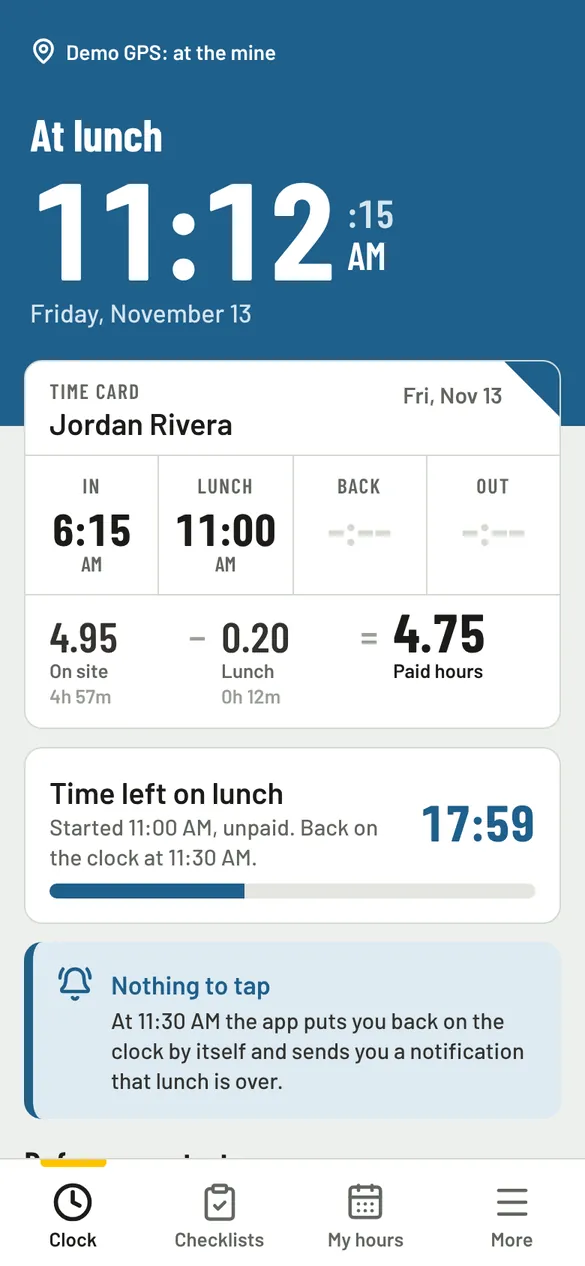 Demo GPS: at the mine
At lunch
11:12 :15 AM
Friday, November 13
TIME CARD
Fri, Nov 13
Jordan Rivera
IN LUNCH BACK OUT
6:15 11:00 -:-- -:--
AM AM
4.95 – 0.20 = 4.75
On site Lunch Paid hours
4h 57m 0h 12m
Time left on lunch
Started 11:00 AM, unpaid. Back on
the clock at 11:30 AM.
17:59
Nothing to tap
At 11:30 AM the app puts you back on the
clock by itself and sends you a notification
that lunch is over.
Clock Checklists My hours More